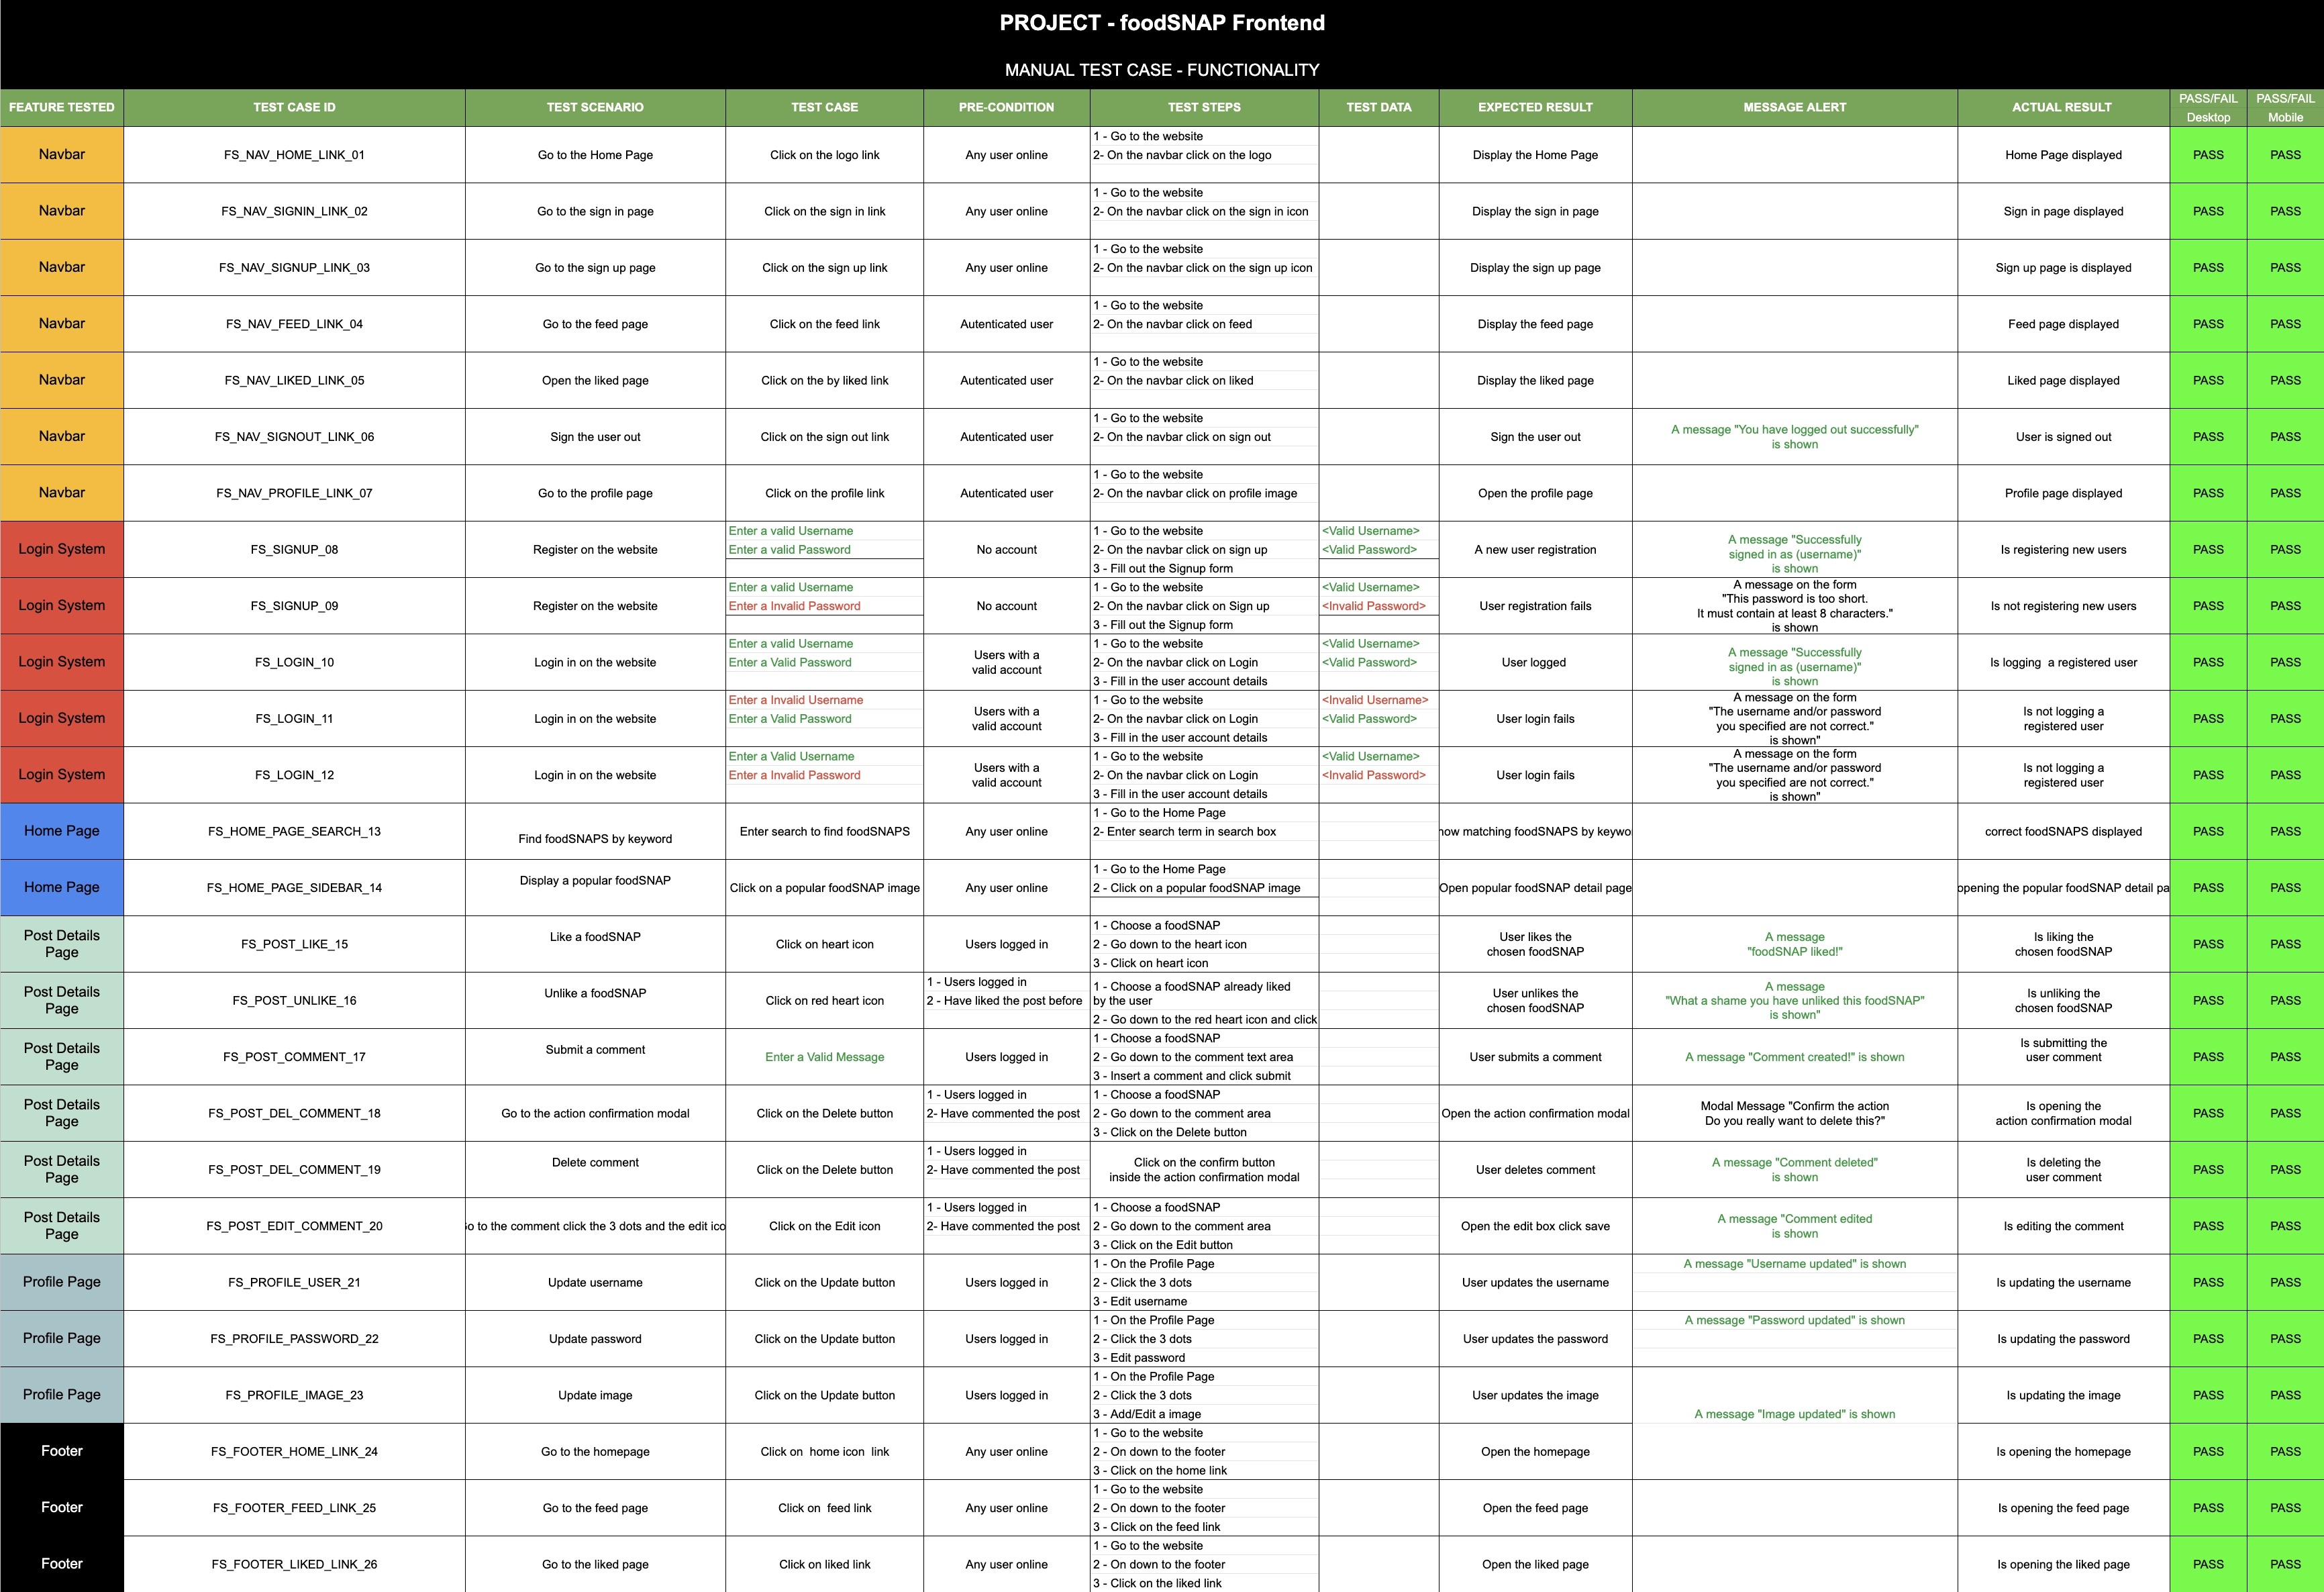 PROJECT - foodSNAP Frontend
MANUAL TEST CASE - FUNCTIONALITY
FEATURE TESTED TEST CASE ID TEST SCENARIO TEST CASE PRE-CONDITION TEST STEPS TEST DATA EXPECTED RESULT MESSAGE ALERT ACTUAL RESULT PASS/FAIL Desktop PASS/FAIL Mobile
Navbar
FS_NAV_HOME_LINK_01
Go to the Home Page
Click on the logo link
Any user online
1 - Go to the website
2- On the navbar click on the logo
Display the Home Page
Home Page displayed
PASS
PASS
Navbar
FS_NAV_SIGNIN_LINK_02
Go to the sign in page
Click on the sign in link
Any user online
1 - Go to the website
2- On the navbar click on the sign in icon
Display the sign in page
Sign in page displayed
PASS
PASS
Navbar
FS_NAV_SIGNUP_LINK_03
Go to the sign up page
Click on the sign up link
Any user online
1 - Go to the website
2- On the navbar click on the sign up icon
Display the sign up page
Sign up page is displayed
PASS
PASS
Navbar
FS_NAV_FEED_LINK_04
Go to the feed page
Click on the feed link
Autenticated user
1 - Go to the website
2- On the navbar click on feed
Display the feed page
Feed page displayed
PASS
PASS
Navbar
FS_NAV_LIKED_LINK_05
Open the liked page
Click on the by liked link
Autenticated user
1 - Go to the website
2- On the navbar click on liked
Display the liked page
Liked page displayed
PASS
PASS
Navbar
FS_NAV_SIGNOUT_LINK_06
Sign the user out
Click on the sign out link
Autenticated user
1 - Go to the website
2- On the navbar click on sign out
Sign the user out
A message "You have logged out successfully"
is shown
User is signed out
PASS
PASS
Navbar
FS_NAV_PROFILE_LINK_07
Go to the profile page
Click on the profile link
Autenticated user
1 - Go to the website
2- On the navbar click on profile image
Open the profile page
Profile page displayed
PASS
PASS
Login System
FS_SIGNUP_08
Register on the website
Enter a valid Username
Enter a valid Password
No account
1 - Go to the website
2- On the navbar click on sign up
3 - Fill out the Signup form
<Valid Username>
<Valid Password>
A new user registration
A message "Successfully
signed in as (username)"
is shown
Is registering new users
PASS
PASS
Login System
FS_SIGNUP_09
Register on the website
Enter a valid Username
Enter a Invalid Password
No account
1 - Go to the website
2- On the navbar click on Sign up
3 - Fill out the Signup form
<Valid Username>
<Invalid Password>
User registration fails
A message on the form
"This password is too short.
It must contain at least 8 characters."
is shown
Is not registering new users
PASS
PASS
Login System
FS_LOGIN_10
Login in on the website
Enter a valid Username
Enter a Valid Password
Users with a
valid account
1 - Go to the website
2- On the navbar click on Login
3 - Fill in the user account details
<Valid Username>
<Valid Password>
User logged
A message "Successfully
signed in as (username)"
is shown
Is logging  a registered user
PASS
PASS
Login System
FS_LOGIN_11
Login in on the website
Enter a Invalid Username
Enter a Valid Password
Users with a
valid account
1 - Go to the website
2- On the navbar click on Login
3 - Fill in the user account details
<Invalid Username>
<Valid Password>
User login fails
A message on the form
"The username and/or password
you specified are not correct."
is shown"
Is not logging a
registered user
PASS
PASS
Login System
FS_LOGIN_12
Login in on the website
Enter a Valid Username
Enter a Invalid Password
Users with a
valid account
1 - Go to the website
2- On the navbar click on Login
3 - Fill in the user account details
<Valid Username>
<Invalid Password>
User login fails
A message on the form
"The username and/or password
you specified are not correct."
is shown"
Is not logging a
registered user
PASS
PASS
Home Page
FS_HOME_PAGE_SEARCH_13
Find foodSNAPS by keyword
Enter search to find foodSNAPS
Any user online
1 - Go to the Home Page
2- Enter search term in search box
matching foodSNAPS by
correct foodSNAPS displayed
PASS
PASS
Home Page
FS_HOME_PAGE_SIDEBAR_14
Display a popular foodSNAP
Click on a popular foodSNAP image
Any user online
1 - Go to the Home Page
2 - Click on a popular foodSNAP image
Open popular foodSNAP detail page
opening the popular foodSNAP detail
PASS
PASS
Post Details
Page
FS_POST_LIKE_15
Like a foodSNAP
Click on heart icon
Users logged in
1 - Choose a foodSNAP
2 - Go down to the heart icon
3 - Click on heart icon
User likes the
chosen foodSNAP
A message
"foodSNAP liked!"
Is liking the
chosen foodSNAP
PASS
PASS
Post Details
Page
FS_POST_UNLIKE_16
Unlike a foodSNAP
Click on red heart icon
1 - Users logged in
2 - Have liked the post before
1 - Choose a foodSNAP already liked
by the user
2 - Go down to the red heart icon and click
User unlikes the
chosen foodSNAP
A message
"What a shame you have unliked this foodSNAP"
is shown"
Is unliking the
chosen foodSNAP
PASS
PASS
Post Details
Page
FS_POST_COMMENT_17
Submit a comment
Enter a Valid Message
Users logged in
1 - Choose a foodSNAP
2 - Go down to the comment text area
3 - Insert a comment and click submit
User submits a comment
A message "Comment created!" is shown
Is submitting the
user comment
PASS
PASS
Post Details
Page
FS_POST_DEL_COMMENT_18
Go to the action confirmation modal
Click on the Delete button
1 - Users logged in
2- Have commented the post
1 - Choose a foodSNAP
2 - Go down to the comment area
3 - Click on the Delete button
Open the action confirmation modal
Modal Message "Confirm the action
Do you really want to delete this?"
Is opening the
action confirmation modal
PASS
PASS
Post Details
Page
FS_POST_DEL_COMMENT_19
Delete comment
Click on the Delete button
1 - Users logged in
2- Have commented the post
Click on the confirm button
inside the action confirmation modal
User deletes comment
A message "Comment deleted"
is shown
Is deleting the
user comment
PASS
PASS
Post Details
Page
FS_POST_EDIT_COMMENT_20
to the comment click the 3 dots and the edit
Click on the Edit icon
1 - Users logged in
2- Have commented the post
1 - Choose a foodSNAP
2 - Go down to the comment area
3 - Click on the Edit button
Open the edit box click save
A message "Comment edited
is shown
Is editing the comment
PASS
PASS
Profile Page
FS_PROFILE_USER_21
Update username
Click on the Update button
Users logged in
1 - On the Profile Page
2 - Click the 3 dots
3 - Edit username
User updates the username
A message "Username updated" is shown
Is updating the username
PASS
PASS
Profile Page
FS_PROFILE_PASSWORD_22
Update password
Click on the Update button
Users logged in
1 - On the Profile Page
2 - Click the 3 dots
3 - Edit password
User updates the password
A message "Password updated" is shown
Is updating the password
PASS
PASS
Profile Page
FS_PROFILE_IMAGE_23
Update image
Click on the Update button
Users logged in
1 - On the Profile Page
2 - Click the 3 dots
3 - Add/Edit a image
User updates the image
A message "Image updated" is shown
Is updating the image
PASS
PASS
Footer
FS_FOOTER_HOME_LINK_24
Go to the homepage
Click on  home icon  link
Any user online
1 - Go to the website
2 - On down to the footer
3 - Click on the home link
Open the homepage
Is opening the homepage
PASS
PASS
Footer
FS_FOOTER_FEED_LINK_25
Go to the feed page
Click on  feed link
Any user online
1 - Go to the website
2 - On down to the footer
3 - Click on the feed link
Open the feed page
Is opening the feed page
PASS
PASS
Footer
FS_FOOTER_LIKED_LINK_26
Go to the liked page
Click on liked link
Any user online
1 - Go to the website
2 - On down to the footer
3 - Click on the liked link
Open the liked page
Is opening the liked page
PASS
PASS